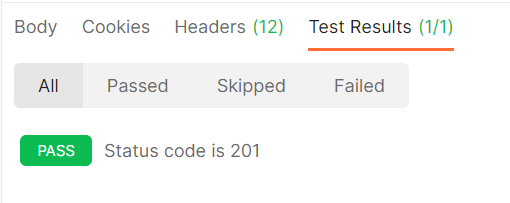 Body Cookies Headers (12) Test Results (1/1)
All Passed Skipped Failed
PASS Status code is 201